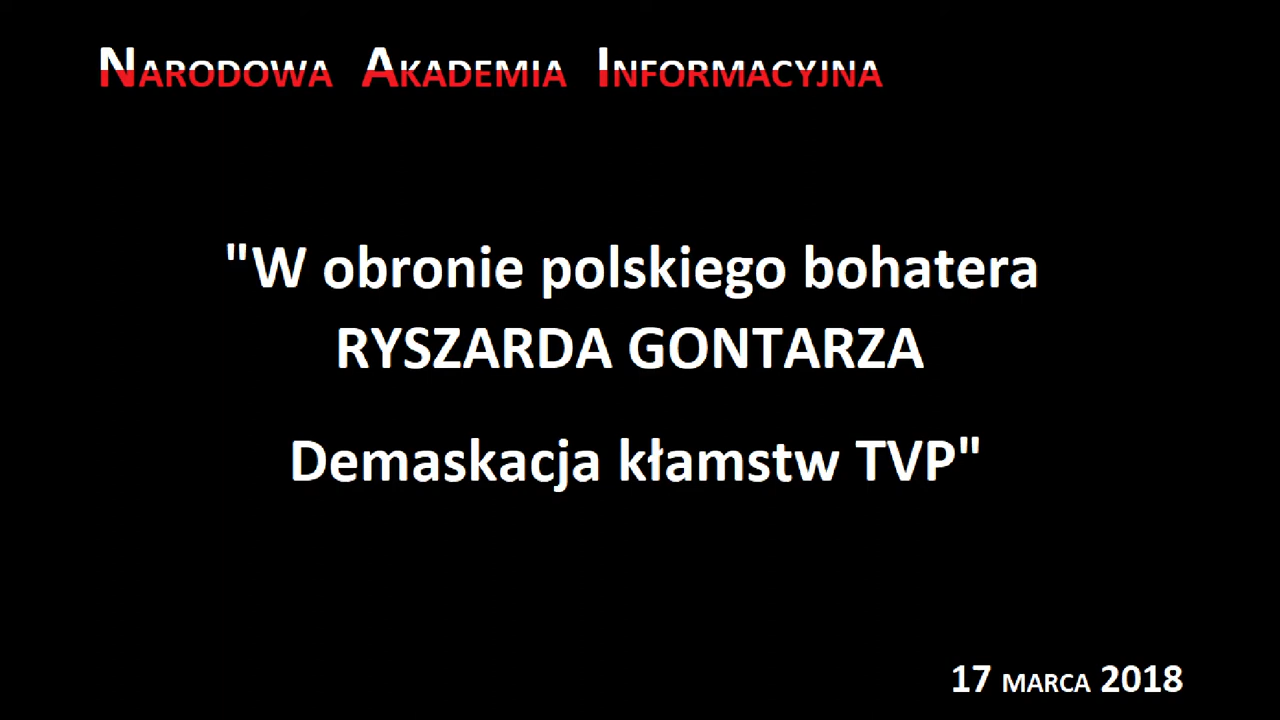 NARODOWA AKADEMIA INFORMACYJNA
"W obronie polskiego bohatera
RYSZARDA GONTARZA
Demaskacja kłamstw TVP"
17 MARCA 2018